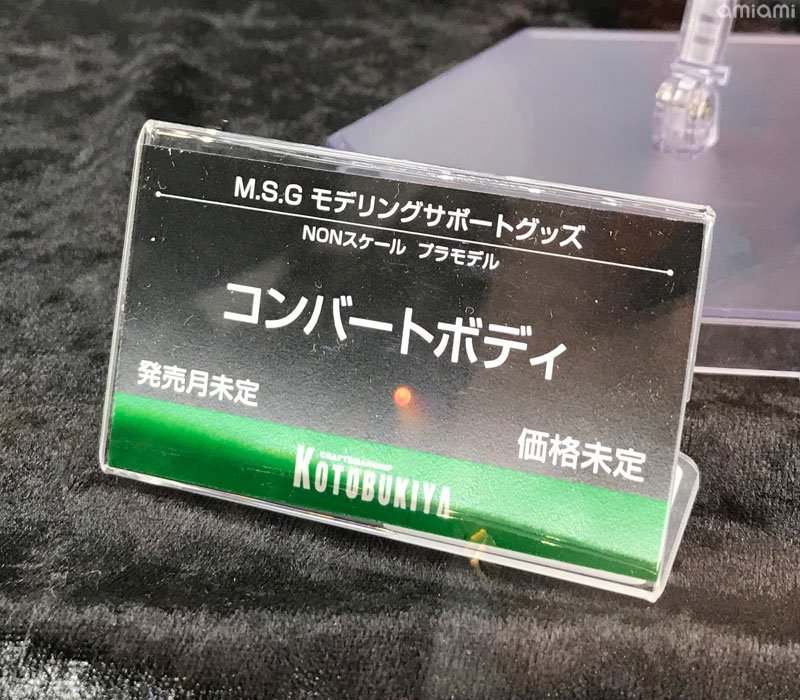 amiami
M.S.G モデリングサポートグッズ
NONスケール プラモデル
コンバートボディ
発売月未定
価格未定
CRAFTSMANSHIP
KOTOBUKIYA